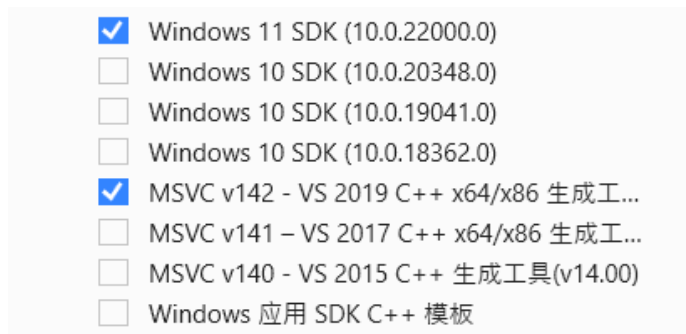 Windows 11 SDK (10.0.22000.0)
Windows 10 SDK (10.0.20348.0)
Windows 10 SDK (10.0.19041.0)
Windows 10 SDK (10.0.18362.0)
MSVC v142 - VS 2019 C++ x64/x86 生成工...
MSVC v141 – VS 2017 C++ x64/x86 生成工...
MSVC v140 - VS 2015 C++ 生成工具(v14.00)
Windows 应用 SDK C++ 模板